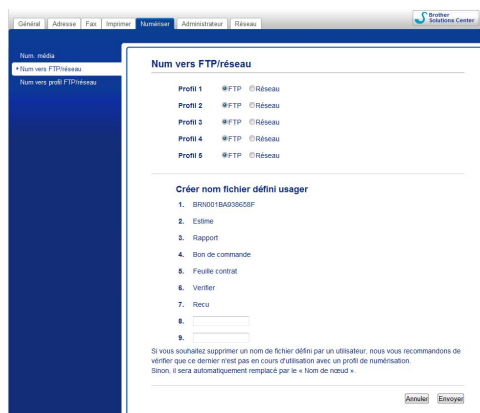 Général Adresse Fax Imprimer Numériser Administrateur Réseau
Brother
Solutions Center
Num. média
Num vers FTP/réseau
Num vers profil FTP/réseau
Num vers FTP/réseau
Profil 1 FTP Réseau
Profil 2 FTP Réseau
Profil 3 FTP Réseau
Profil 4 FTP Réseau
Profil 5 FTP Réseau
Créer nom fichier défini usager
1. BRN001BA938658F
2. Estime
3. Rapport
4. Bon de commande
5. Feuille contrat
6. Verifier
7. Recu
8.
9.
Si vous souhaitez supprimer un nom de fichier défini par un utilisateur, nous vous recommandons de
vérifier que ce dernier n'est pas en cours d'utilisation avec un profil de numérisation.
Sinon, il sera automatiquement remplacé par le « Nom de nœud ».
Annuler Envoyer